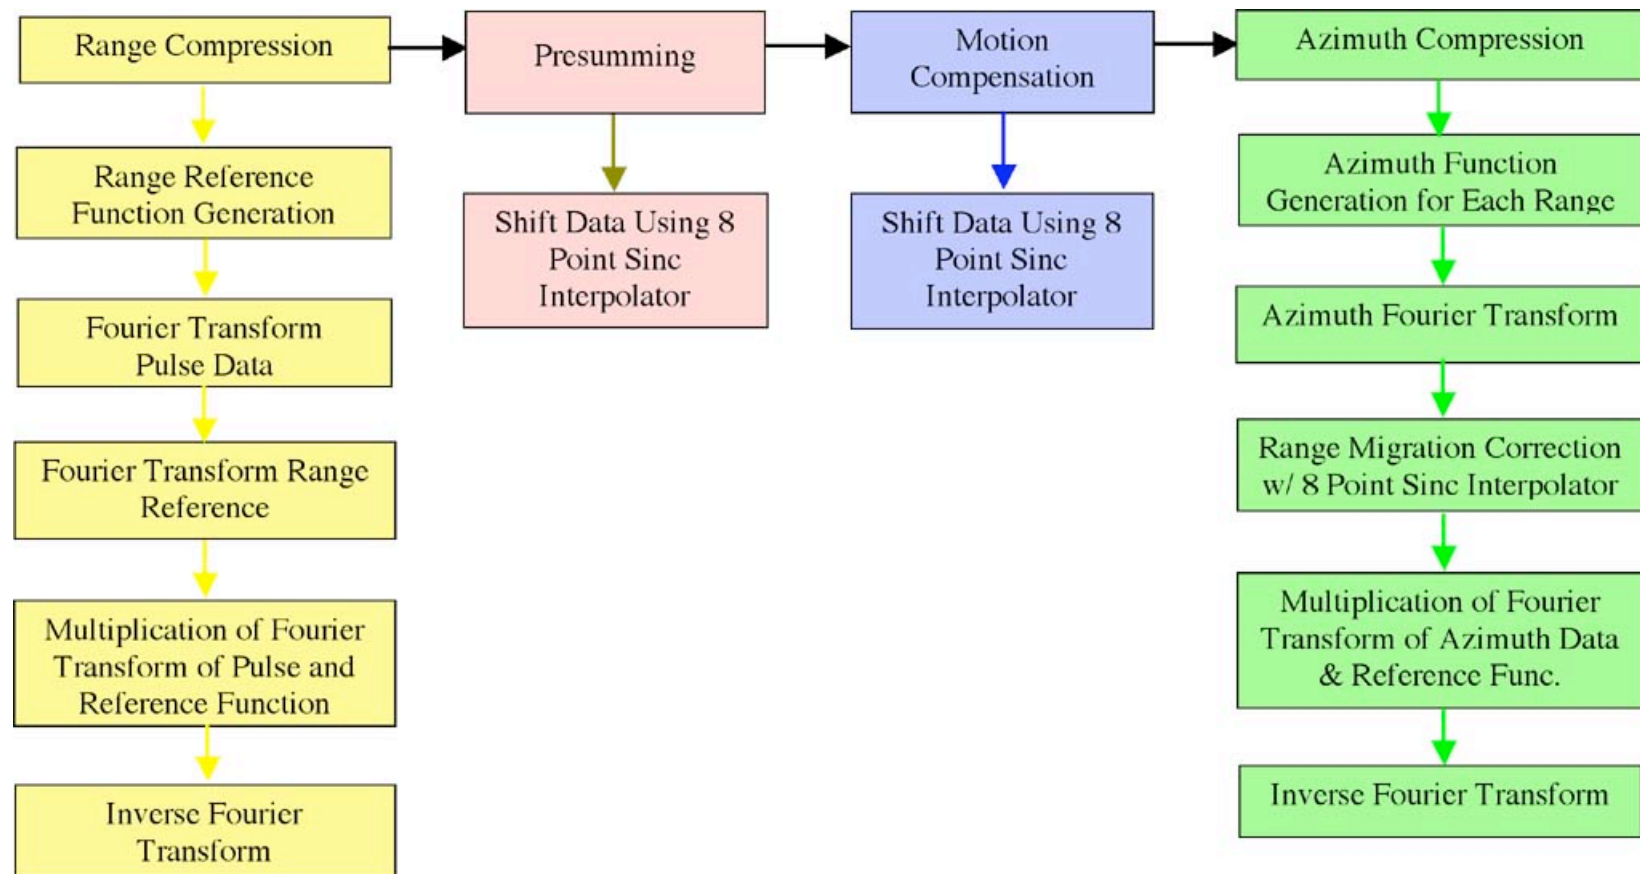 Range Compression
Range Reference
Function Generation
Fourier Transform
Pulse Data
Fourier Transform Range
Reference
Multiplication of Fourier
Transform of Pulse and
Reference Function
Inverse Fourier
Transform
Presumming
Shift Data Using 8
Point Sinc
Interpolator
Motion
Compensation
Shift Data Using 8
Point Sinc
Interpolator
Azimuth Compression
Azimuth Function
Generation for Each Range
Azimuth Fourier Transform
Range Migration Correction
w/ 8 Point Sinc Interpolator
Multiplication of Fourier
Transform of Azimuth Data
& Reference Func.
Inverse Fourier Transform